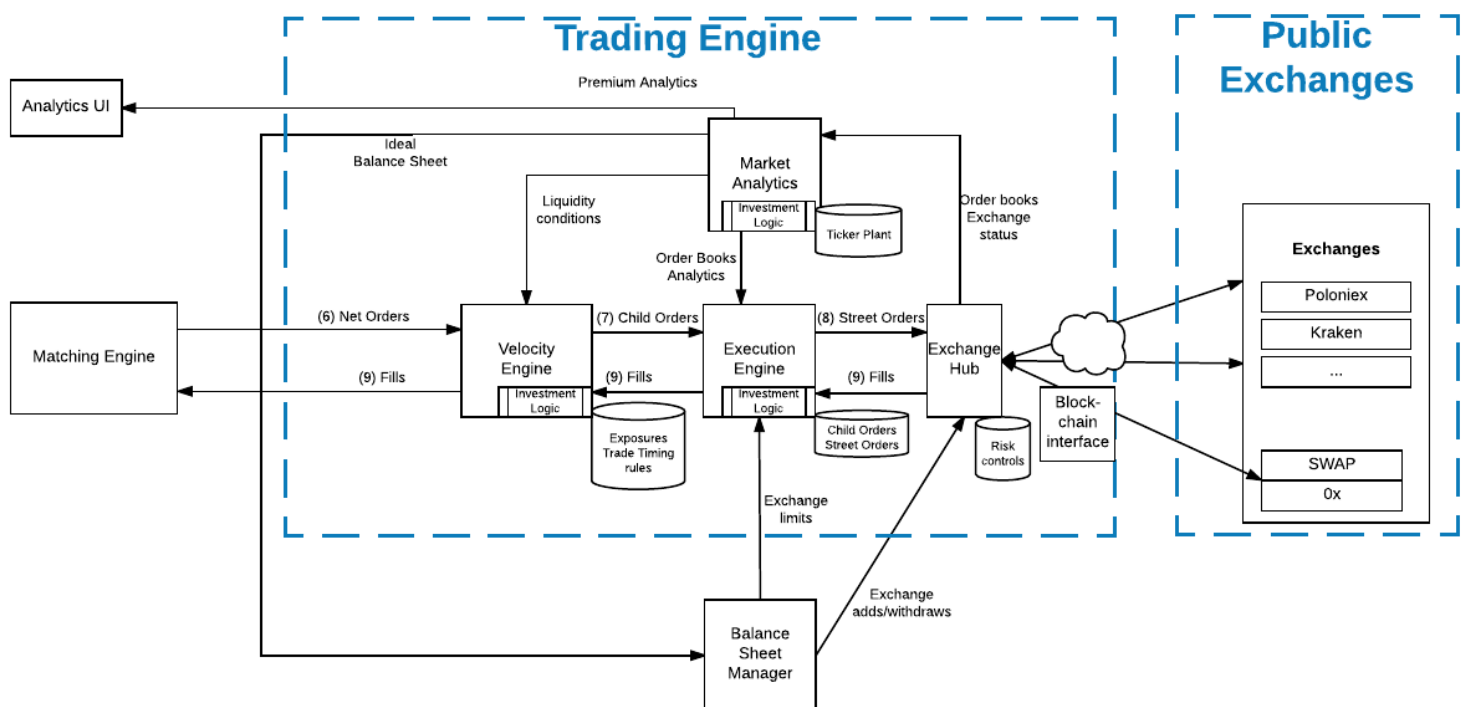 Trading Engine
Public
Exchanges
Premium Analytics
Analytics UI
Ideal
Balance Sheet
Market
Analytics
Investment
Logic
Ticker Plant
Liquidity
conditions
Order books
Exchange
status
Order Books
Analytics
Exchanges
Poloniex
Kraken
...
SWAP
0x
Matching Engine
(6) Net Orders
(9) Fills
Velocity
Engine
Investment
Logic
Exposures
Trade Timing
rules
(7) Child Orders
(9) Fills
Execution
Engine
Investment
Logic
Child Orders
Street Orders
(8) Street Orders
(9) Fills
Exchange
Hub
Risk
controls
Block-
chain
interface
Exchange
limits
Exchange
adds/withdraws
Balance
Sheet
Manager